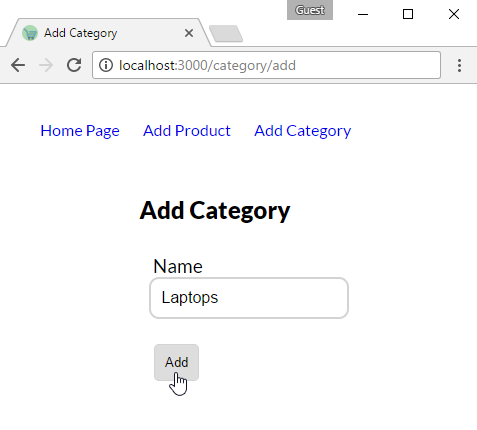 Guest
Add Category
localhost:3000/category/add
Home Page Add Product Add Category
Add Category
Name
Laptops
Add